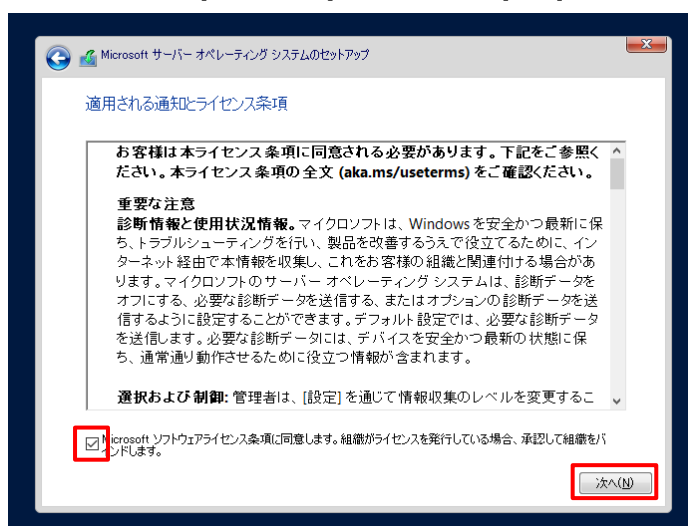 Microsoft サーバー オペレーティング システムのセットアップ
適用される通知とライセンス条項
お客様は本ライセンス条項に同意される必要があります。下記をご参照く
ださい。本ライセンス条項の全文 (aka.ms/useterms) をご確認ください。
重要な注意
診断情報と使用状況情報。マイクロソフトは、Windows を安全かつ最新に保
ち、トラブルシューティングを行い、製品を改善するうえで役立てるために、イン
ターネット経由で本情報を収集し、これをお客様の組織と関連付ける場合があ
ります。マイクロソフトのサーバー オペレーティング システムは、診断データを
オフにする、必要な診断データを送信する、またはオプションの診断データを送
信するように設定することができます。デフォルト設定では、必要な診断データ
を送信します。必要な診断データには、デバイスを安全かつ最新の状態に保
ち、通常通り動作させるために役立つ情報が含まれます。
選択および制御: 管理者は、[設定] を通じて情報収集のレベルを変更するこ
Microsoft ソフトウェアライセンス条項に同意します。組織がライセンスを発行している場合、承認して組織をバ
インドします。
次へ(N)